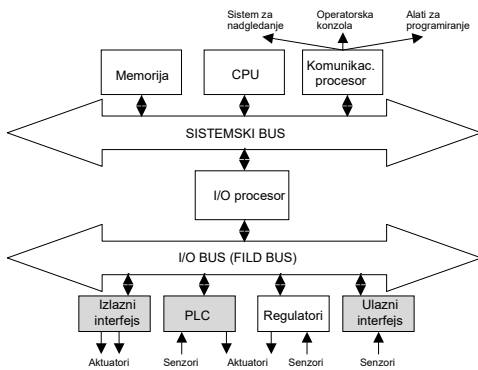 Sistem za
nadgledanje
Operatorska
konzola
Alati za
programiranje
Memorija
CPU
Komunikac.
procesor
SISTEMSKI BUS
I/O procesor
I/O BUS (FILD BUS)
Izlazni
interfejs
PLC
Regulatori
Ulazni
interfejs
Aktuatori
Senzori
Aktuatori
Senzori
Senzori